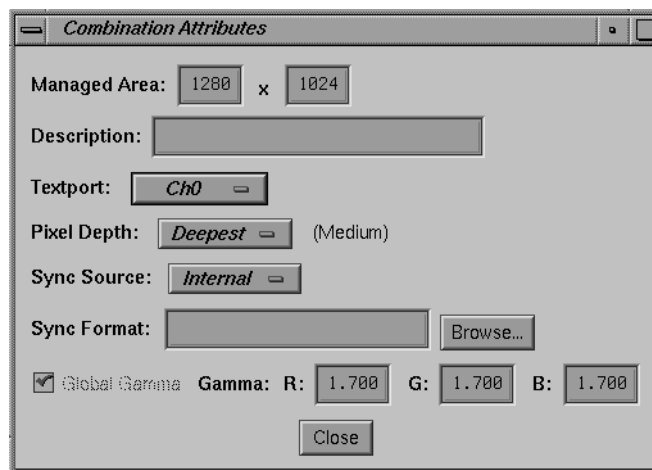 Combination Attributes
Managed Area: 1280 x 1024
Description:
Textport: Ch0
Pixel Depth: Deepest (Medium)
Sync Source: Internal
Sync Format: Browse...
Global Gamma Gamma: R: 1.700 G: 1.700 B: 1.700
Close